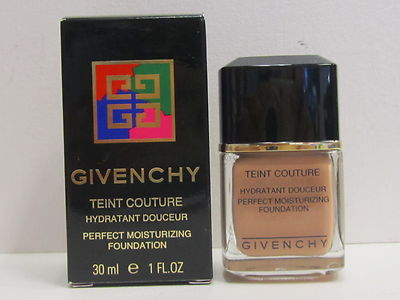 GIVENCHY
TEINT COUTURE
HYDRATANT DOUCEUR
PERFECT MOISTURIZING
FOUNDATION
30 ml ℮ 1 FL.OZ
TEINT COUTURE
HYDRATANT DOUCEUR
PERFECT MOISTURIZING
FOUNDATION
GIVENCHY